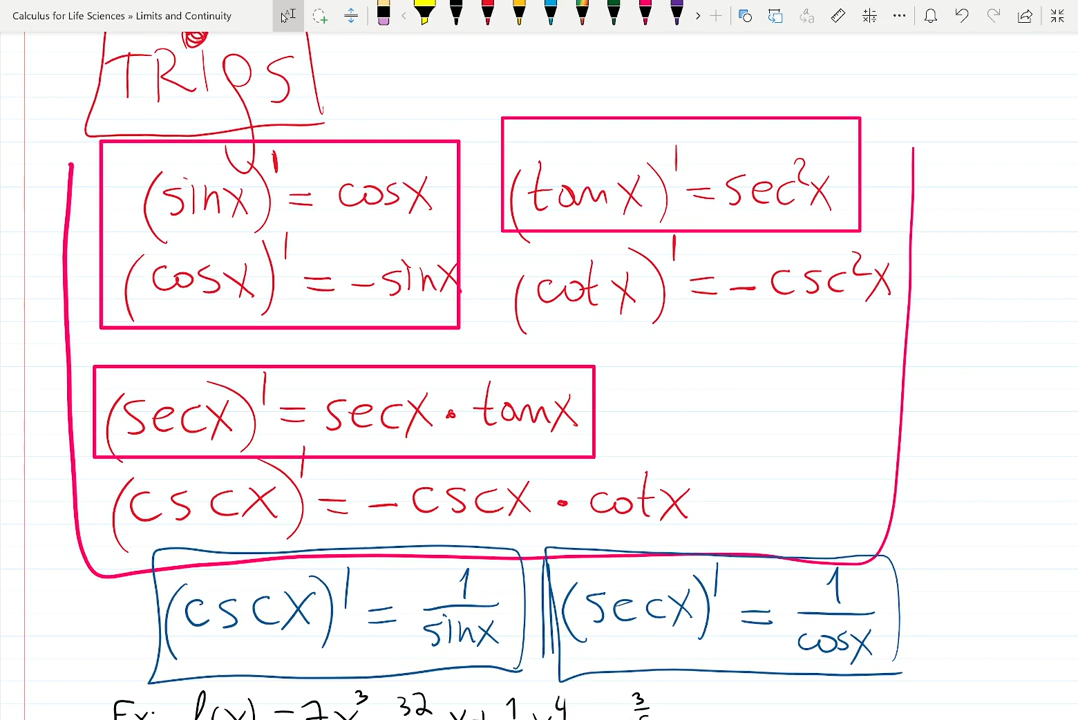 Calculus for Life Sciences » Limits and Continuity
TRIPS
(sinx)' = cosx
(cosx)' = -sinx
(tanx)' = sec²x
(cotx)' = -csc²x
(secx)' = secx · tanx
(cscx)' = -cscx · cotx
(cscx)' = 1/sinx
(secx)' = 1/cosx